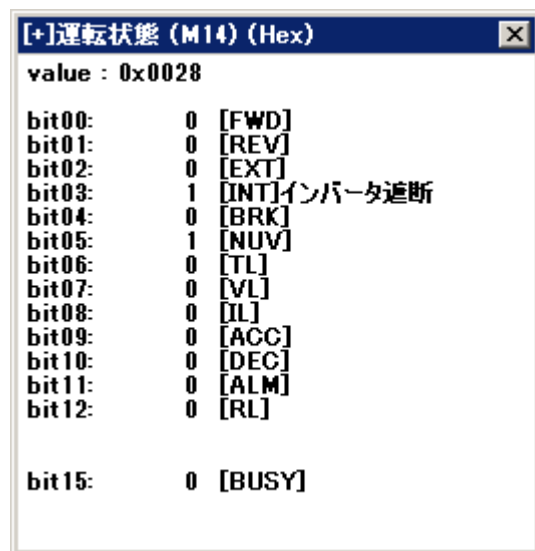 [+]運転状態 (M14) (Hex)
value : 0x0028
bit00: 0 [FWD]
bit01: 0 [REV]
bit02: 0 [EXT]
bit03: 1 [INT]インバータ遮断
bit04: 0 [BRK]
bit05: 1 [NUV]
bit06: 0 [TL]
bit07: 0 [VL]
bit08: 0 [IL]
bit09: 0 [ACC]
bit10: 0 [DEC]
bit11: 0 [ALM]
bit12: 0 [RL]
bit15: 0 [BUSY]